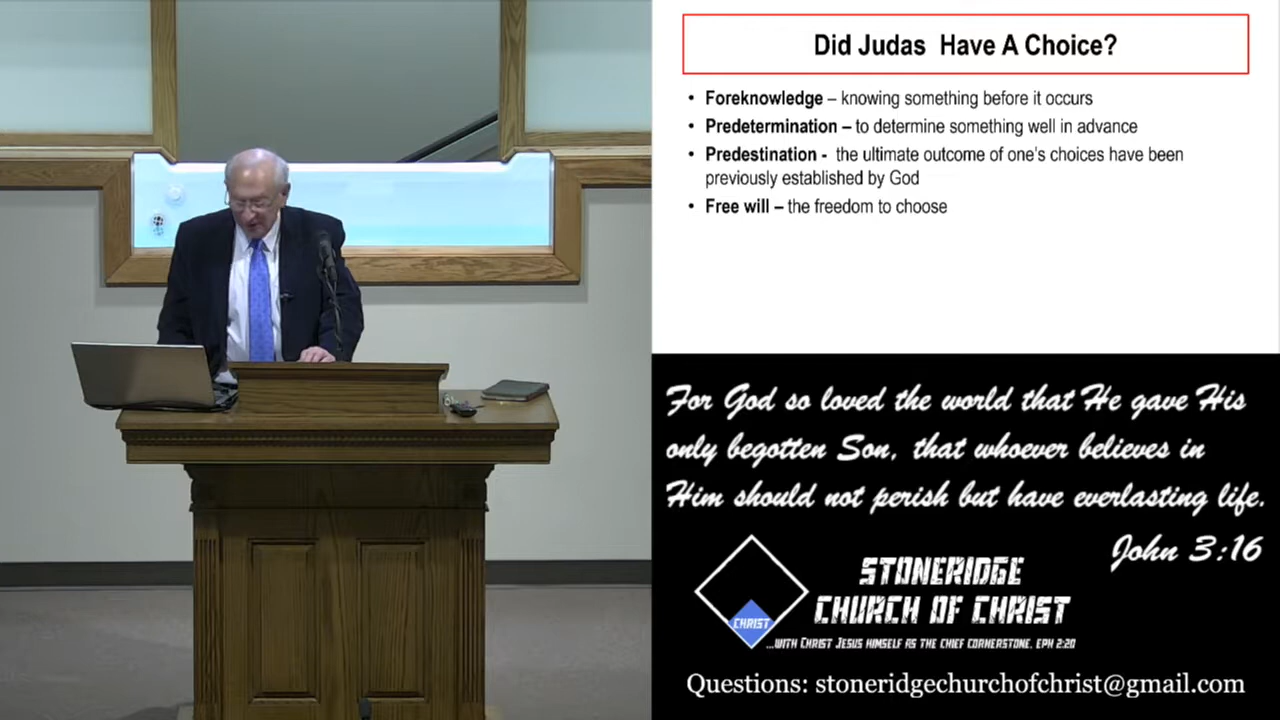 Did Judas  Have A Choice?
• Foreknowledge – knowing something before it occurs
• Predetermination – to determine something well in advance
• Predestination -  the ultimate outcome of one's choices have been
previously established by God
• Free will – the freedom to choose
For God so loved the world that He gave His
only begotten Son, that whoever believes in
Him should not perish but have everlasting life.
John 3:16
STONERIDGE
CHURCH OF CHRIST
CHRIST
...WITH CHRIST JESUS HIMSELF AS THE CHIEF CORNERSTONE. EPH 2:20
Questions: stoneridgechurchofchrist@gmail.com